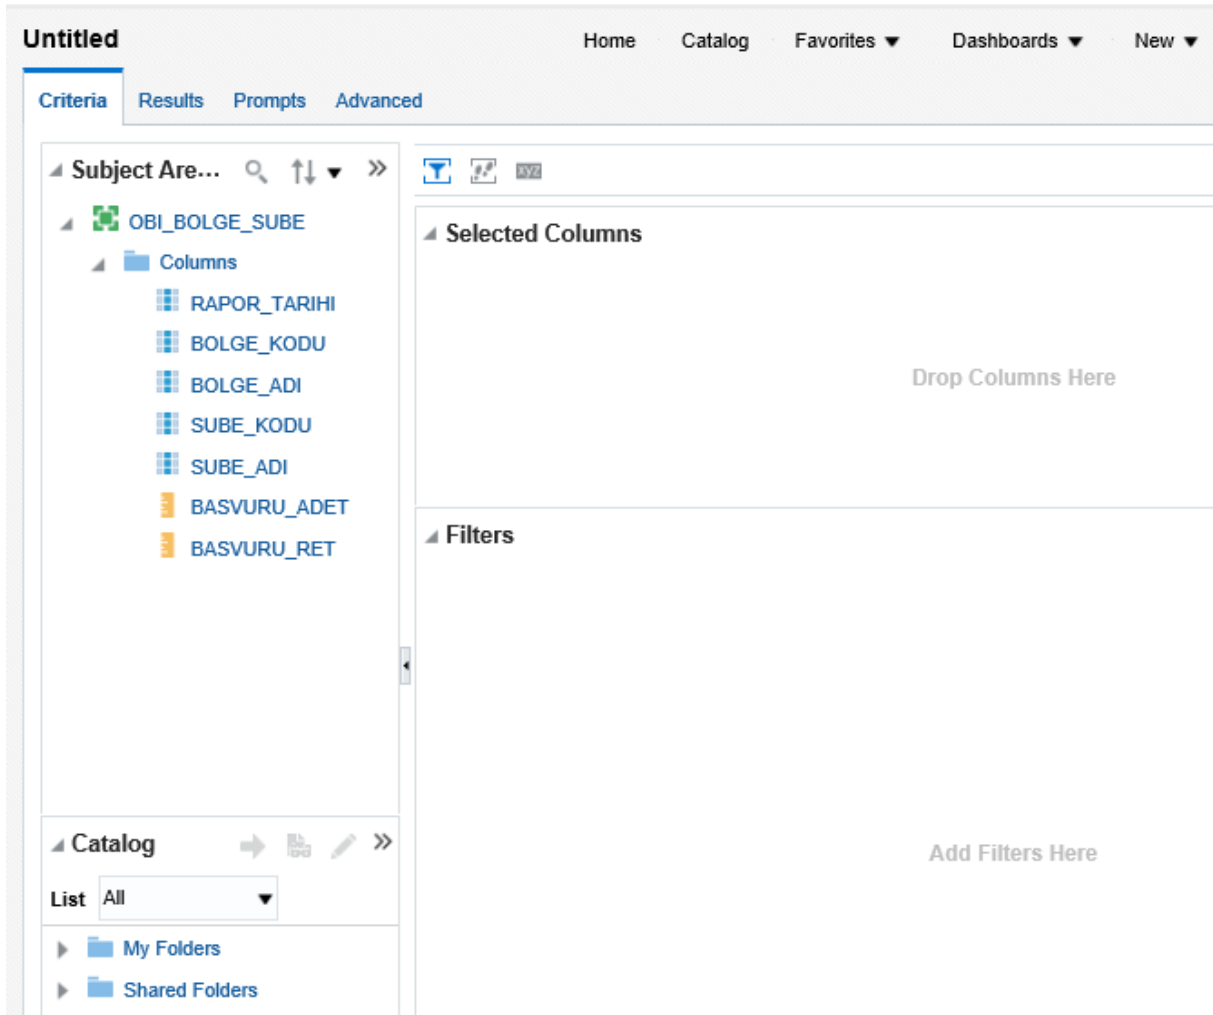 Untitled
Home Catalog Favorites Dashboards New
Criteria Results Prompts Advanced
Subject Are...
xyz
OBI_BOLGE_SUBE
Columns
RAPOR_TARIHI
BOLGE_KODU
BOLGE_ADI
SUBE_KODU
SUBE_ADI
BASVURU_ADET
BASVURU_RET
Selected Columns
Drop Columns Here
Filters
Add Filters Here
Catalog
List All
My Folders
Shared Folders